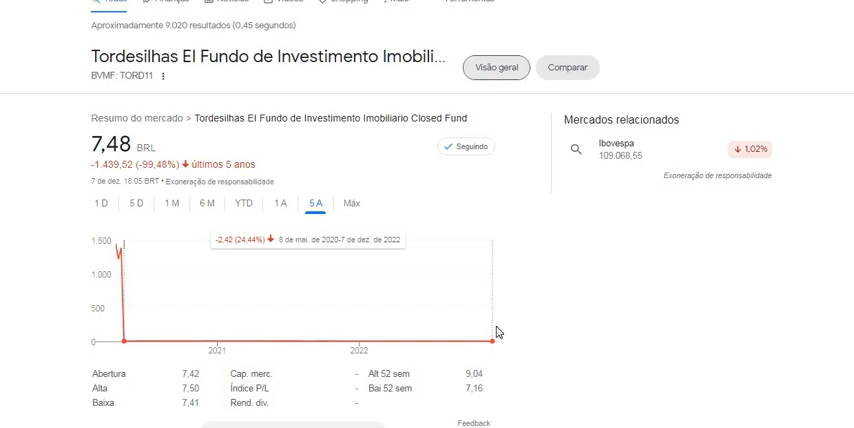 Aproximadamente 9.020 resultados (0,45 segundos)
Tordesilhas EI Fundo de Investimento Imobili...
BVMF: TORD11
Visão geral
Comparar
Resumo do mercado > Tordesilhas EI Fundo de Investimento Imobiliario Closed Fund
7,48 BRL
Seguindo
-1.439,52 (-99,48%) últimos 5 anos
7 de dez. 18:05 BRT • Exoneração de responsabilidade
1 D 5 D 1 M 6 M YTD 1 A 5 A Máx
-2,42 (24,44%) 8 de mai. de 2020-7 de dez. de 2022
1.500
1.000
500
0
2021 2022
Abertura 7,42 Cap. merc. - Alt 52 sem 9,04
Alta 7,50 Índice P/L - Bai 52 sem 7,16
Baixa 7,41 Rend. div. -
Feedback
Mercados relacionados
Ibovespa
109.068,55
1,02%
Exoneração de responsabilidade